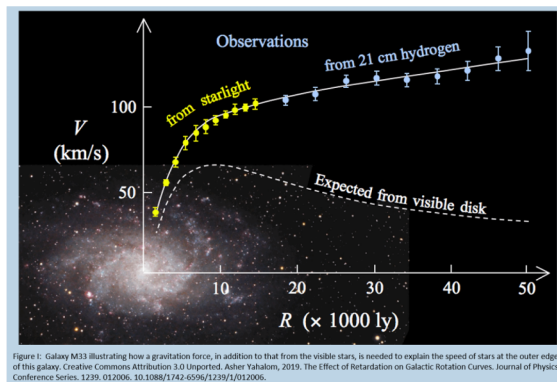 Observations
from 21 cm hydrogen
from starlight
100
V
(km/s)
Expected from visible disk
50
10
20
30
40
50
R (× 1000 ly)
Figure I: Galaxy M33 illustrating how a gravitation force, in addition to that from the visible stars, is needed to explain the speed of stars at the outer edge
of this galaxy. Creative Commons Attribution 3.0 Unported. Asher Yahalom, 2019. The Effect of Retardation on Galactic Rotation Curves. Journal of Physics
Conference Series. 1239. 012006. 10.1088/1742-6596/1239/1/012006.